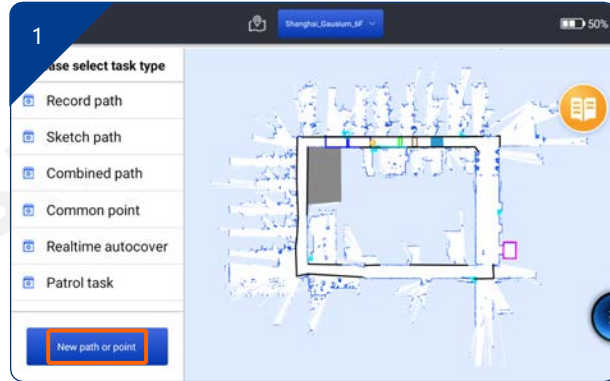 1
Shanghai_Gausium_6F
50%
ase select task type
Record path
Sketch path
Combined path
Common point
Realtime autocover
Patrol task
New path or point